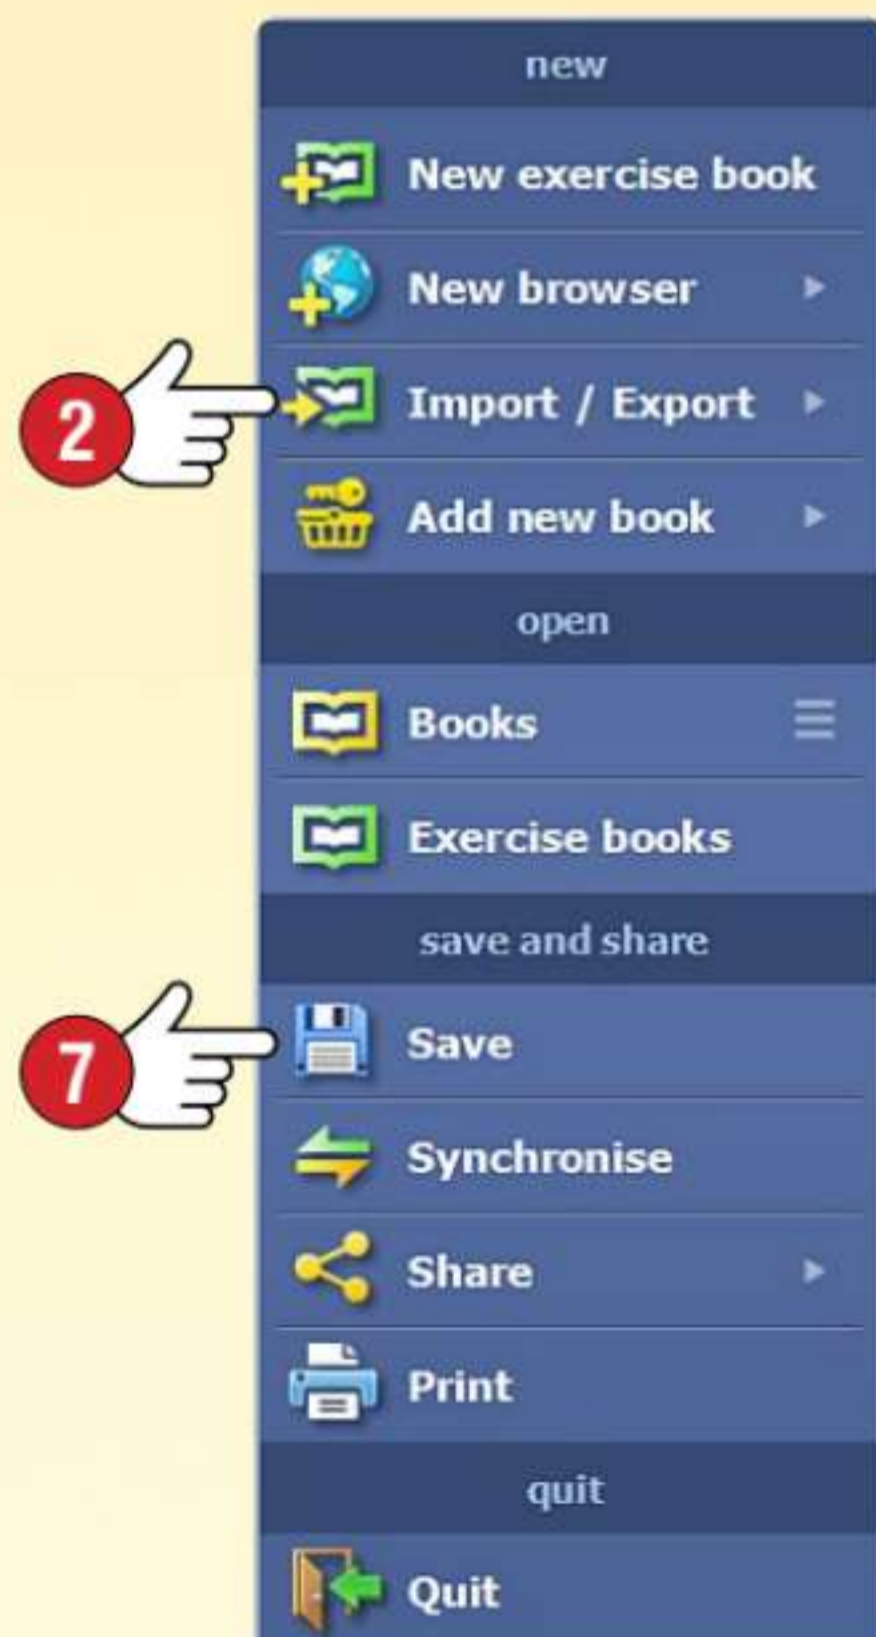 new
New exercise book
New browser
2
Import / Export
Add new book
open
Books
Exercise books
save and share
7
Save
Synchronise
Share
Print
quit
Quit